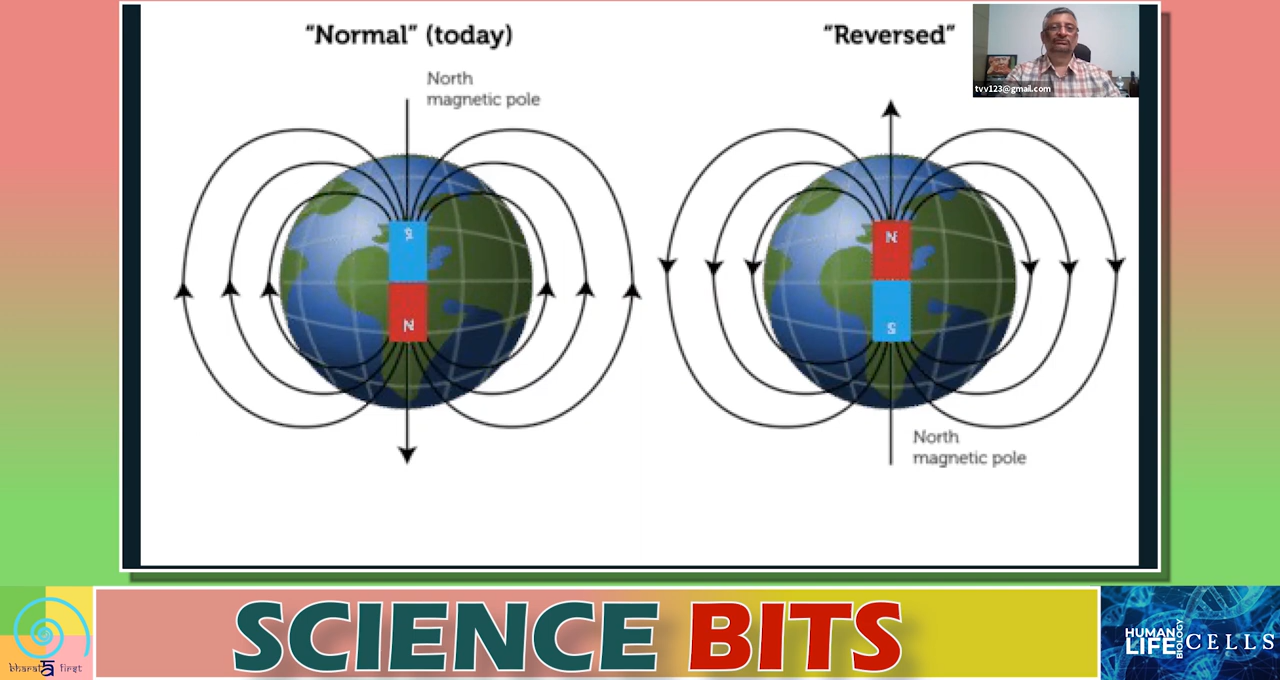 "Normal" (today)
"Reversed"
North
magnetic pole
tvv123@gmail.com
S
N
N
S
North
magnetic pole
SCIENCE BITS
bharat first
HUMAN
LIFE
BIOLOGY
CELLS